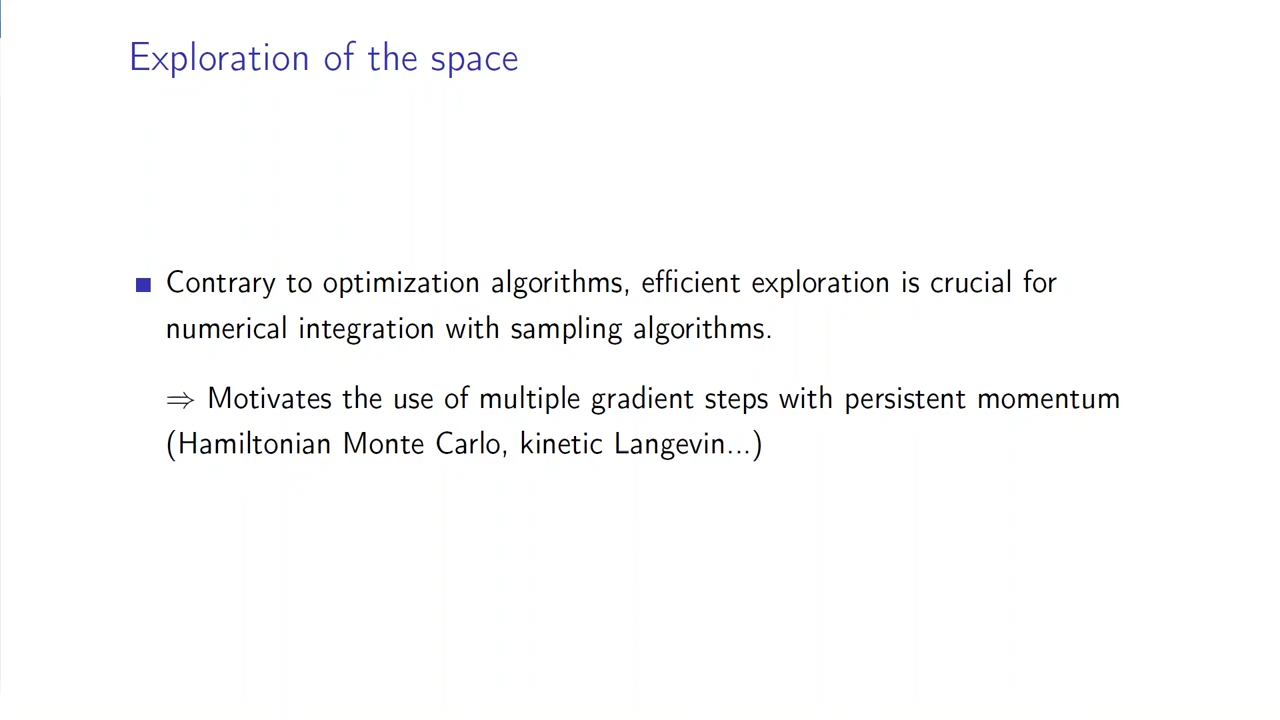 Exploration of the space
Contrary to optimization algorithms, efficient exploration is crucial for
numerical integration with sampling algorithms.
⇒ Motivates the use of multiple gradient steps with persistent momentum
(Hamiltonian Monte Carlo, kinetic Langevin...)